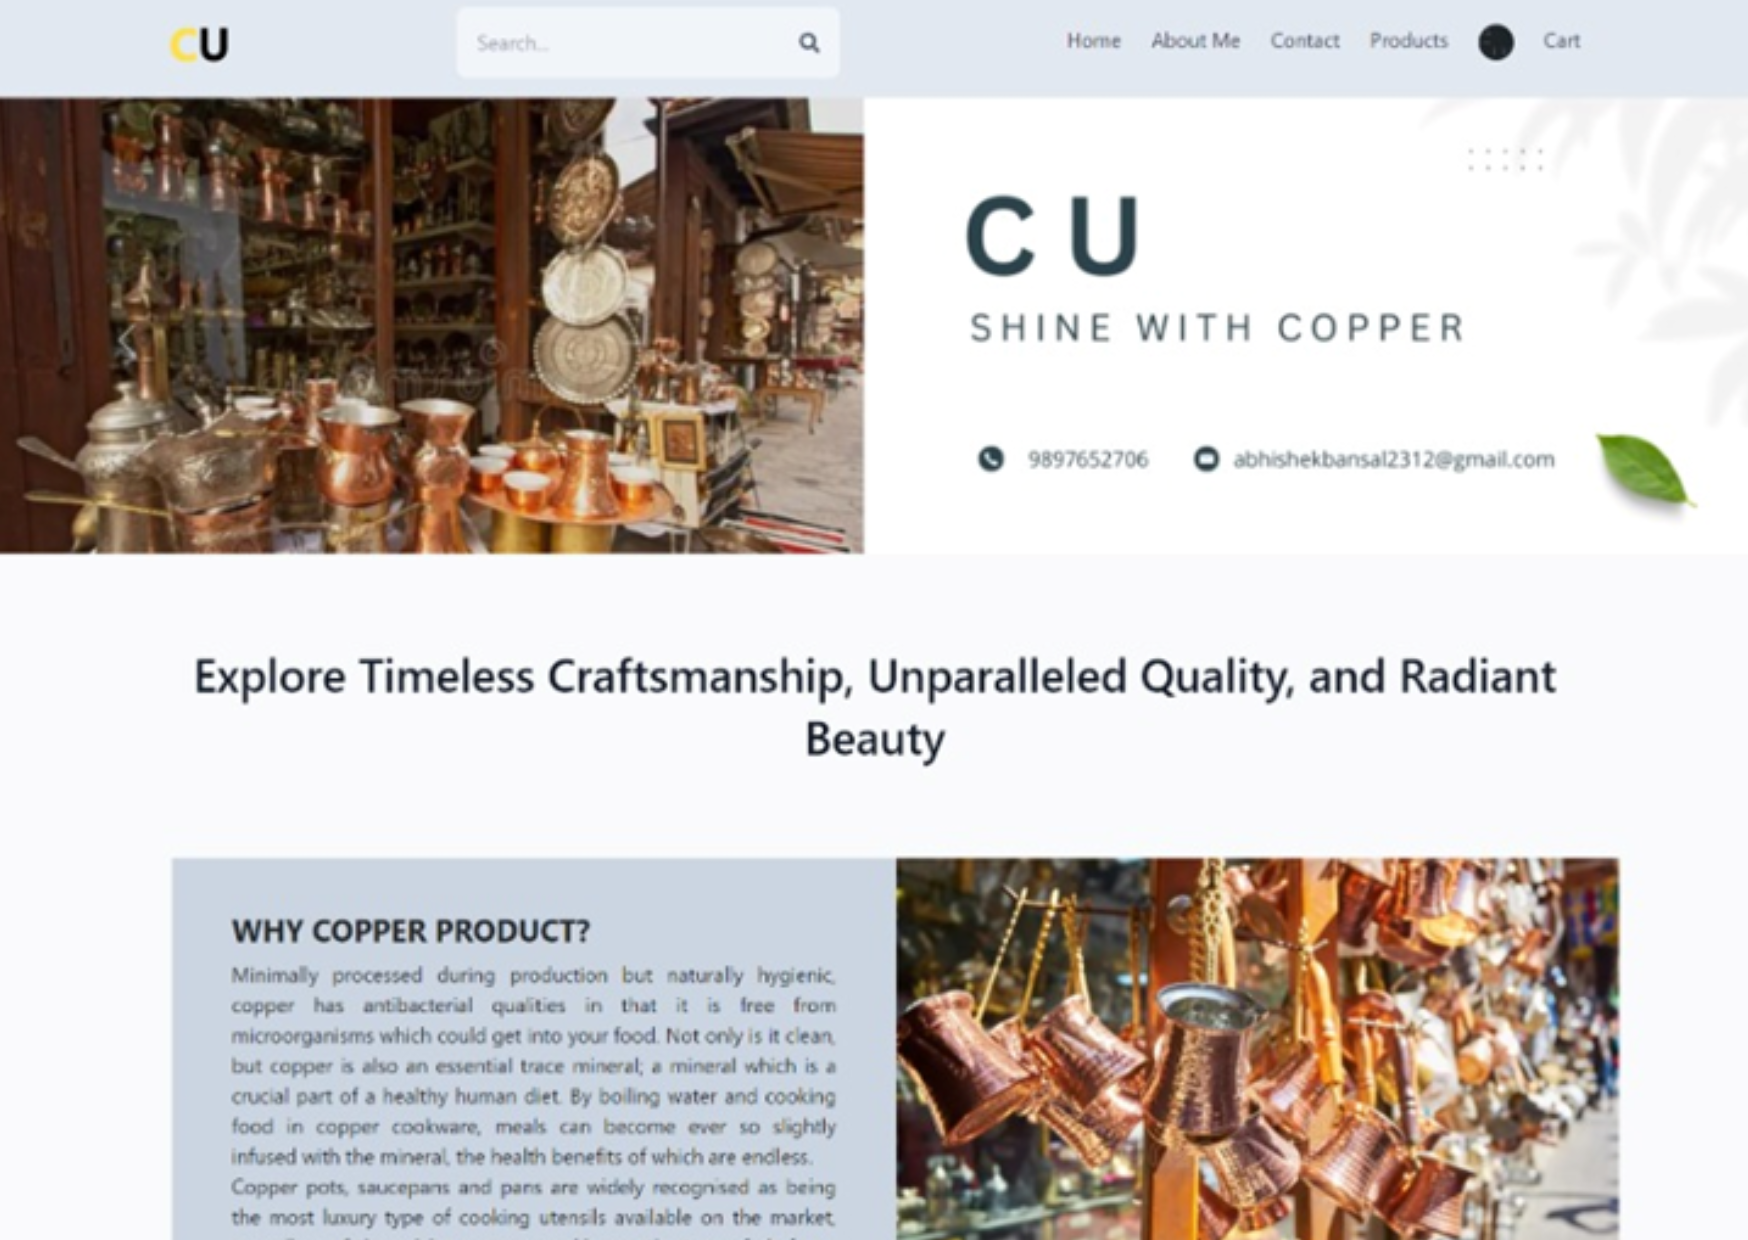 CU
Search...
Home About Me Contact Products Cart
CU
SHINE WITH COPPER
9897652706 abhishekbansal2312@gmail.com
Explore Timeless Craftsmanship, Unparalleled Quality, and Radiant
Beauty
WHY COPPER PRODUCT?
Minimally processed during production but naturally hygienic,
copper has antibacterial qualities in that it is free from
microorganisms which could get into your food. Not only is it clean,
but copper is also an essential trace mineral; a mineral which is a
crucial part of a healthy human diet. By boiling water and cooking
food in copper cookware, meals can become ever so slightly
infused with the mineral, the health benefits of which are endless.
Copper pots, saucepans and pans are widely recognised as being
the most luxury type of cooking utensils available on the market,